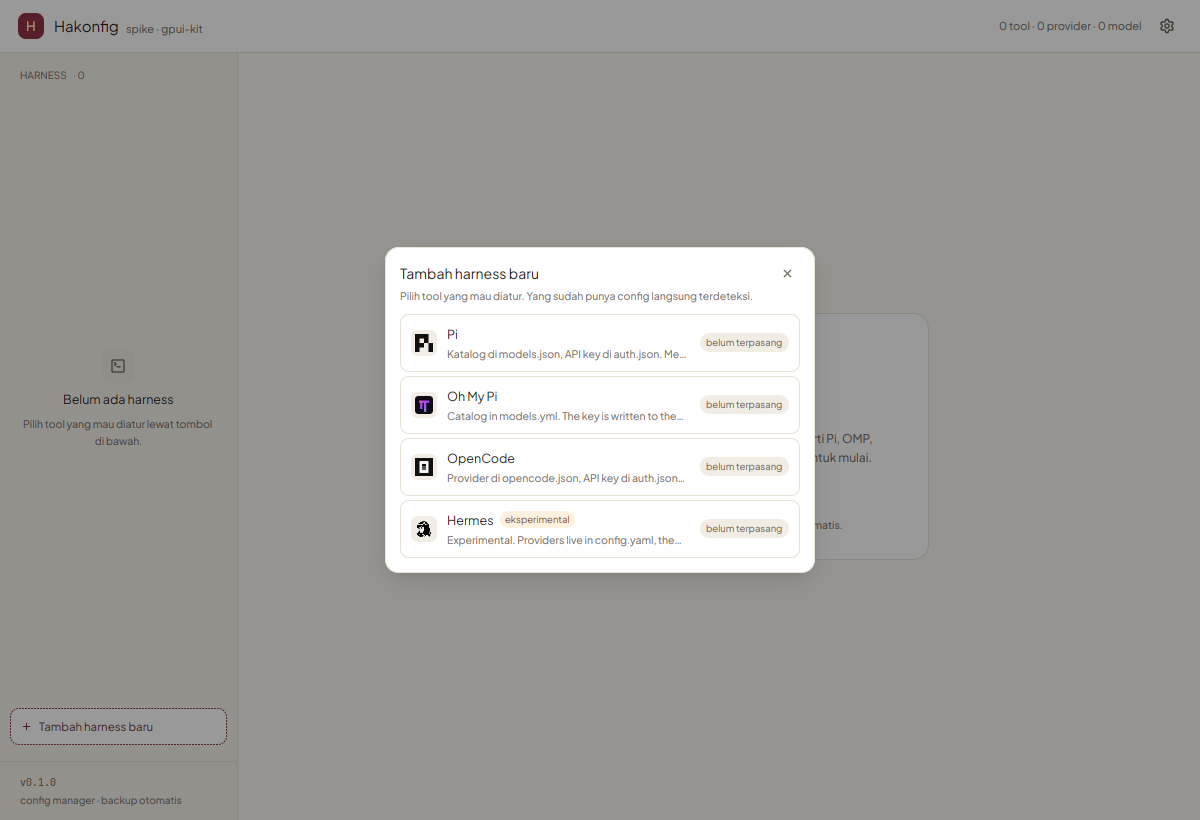 H Hakonfig spike · gpui-kit
0 tool · 0 provider · 0 model
HARNESS · 0
Belum ada harness
Pilih tool yang mau diatur lewat tombol
di bawah.
Tambah harness baru
v0.1.0
config manager · backup otomatis
Tambah harness baru
Pilih tool yang mau diatur. Yang sudah punya config langsung terdeteksi.
Pi
Katalog di models.json, API key di auth.json. Me…
belum terpasang
Oh My Pi
Catalog in models.yml. The key is written to the…
belum terpasang
OpenCode
Provider di opencode.json, API key di auth.json…
belum terpasang
Hermes eksperimental
Experimental. Providers live in config.yaml, the…
belum terpasang
rti Pi, OMP,
ntuk mulai.
matis.